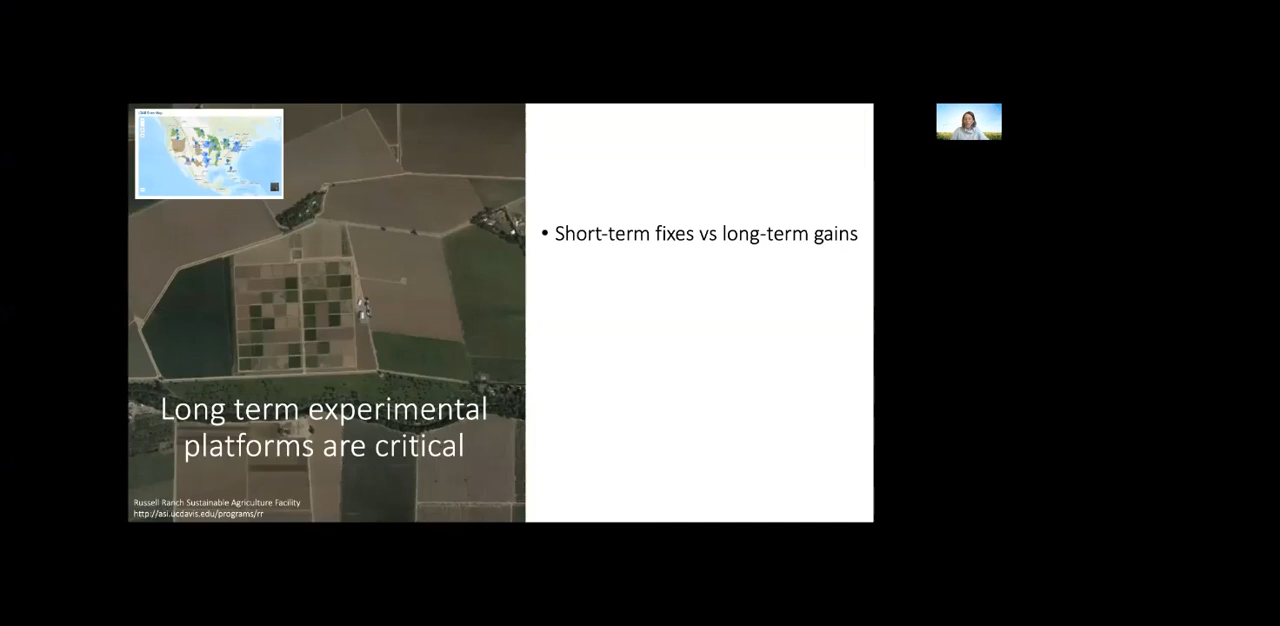 Long term experimental
platforms are critical
Russell Ranch Sustainable Agriculture Facility
http://asi.ucdavis.edu/programs/rr
• Short-term fixes vs long-term gains